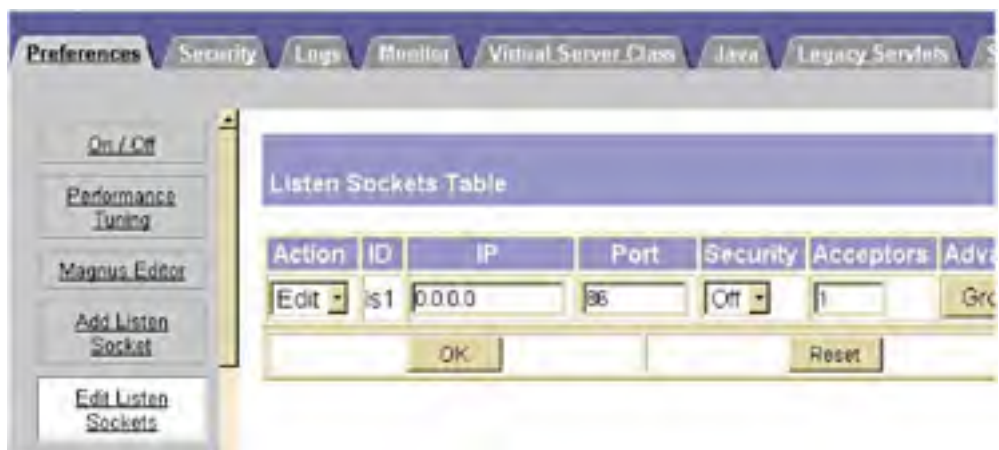 Preferences Security Logs Monitor Virtual Server Class Java Legacy Servlets S
On / Off
Performance
Tuning
Magnus Editor
Add Listen
Socket
Edit Listen
Sockets
Listen Sockets Table
Action ID IP Port Security Acceptors Adva
Edit ls1 0.0.0.0 86 Off 1 Gro
OK Reset